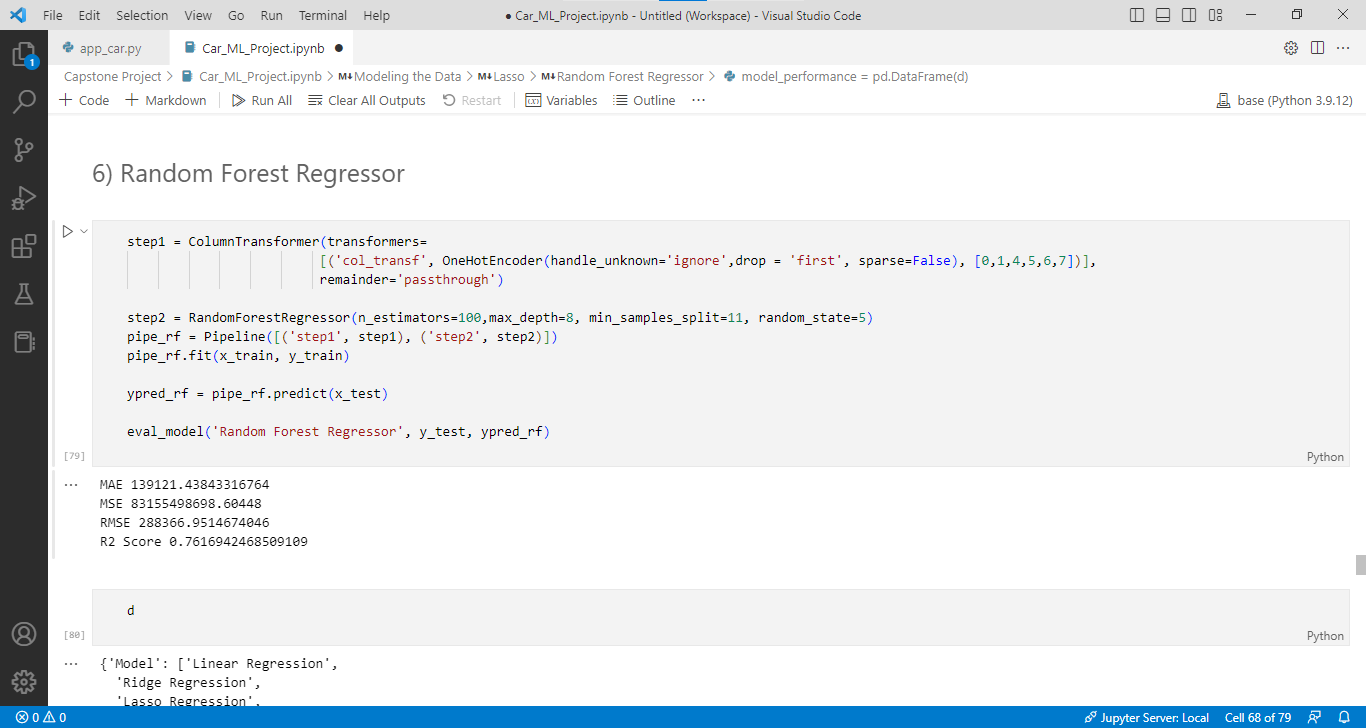 File Edit Selection View Go Run Terminal Help
● Car_ML_Project.ipynb - Untitled (Workspace) - Visual Studio Code
1
app_car.py
Car_ML_Project.ipynb ●
Capstone Project > Car_ML_Project.ipynb > M↓Modeling the Data > M↓Lasso > M↓Random Forest Regressor > model_performance = pd.DataFrame(d)
+ Code + Markdown Run All Clear All Outputs Restart Variables Outline ··· base (Python 3.9.12)
6) Random Forest Regressor
step1 = ColumnTransformer(transformers=
[('col_transf', OneHotEncoder(handle_unknown='ignore',drop = 'first', sparse=False), [0,1,4,5,6,7])],
remainder='passthrough')
step2 = RandomForestRegressor(n_estimators=100,max_depth=8, min_samples_split=11, random_state=5)
pipe_rf = Pipeline([('step1', step1), ('step2', step2)])
pipe_rf.fit(x_train, y_train)
ypred_rf = pipe_rf.predict(x_test)
eval_model('Random Forest Regressor', y_test, ypred_rf)
[79]
Python
MAE 139121.43843316764
MSE 83155498698.60448
RMSE 288366.9514674046
R2 Score 0.7616942468509109
d
[80]
Python
{'Model': ['Linear Regression',
'Ridge Regression',
'Lasso Regression',
0 0 Jupyter Server: Local Cell 68 of 79